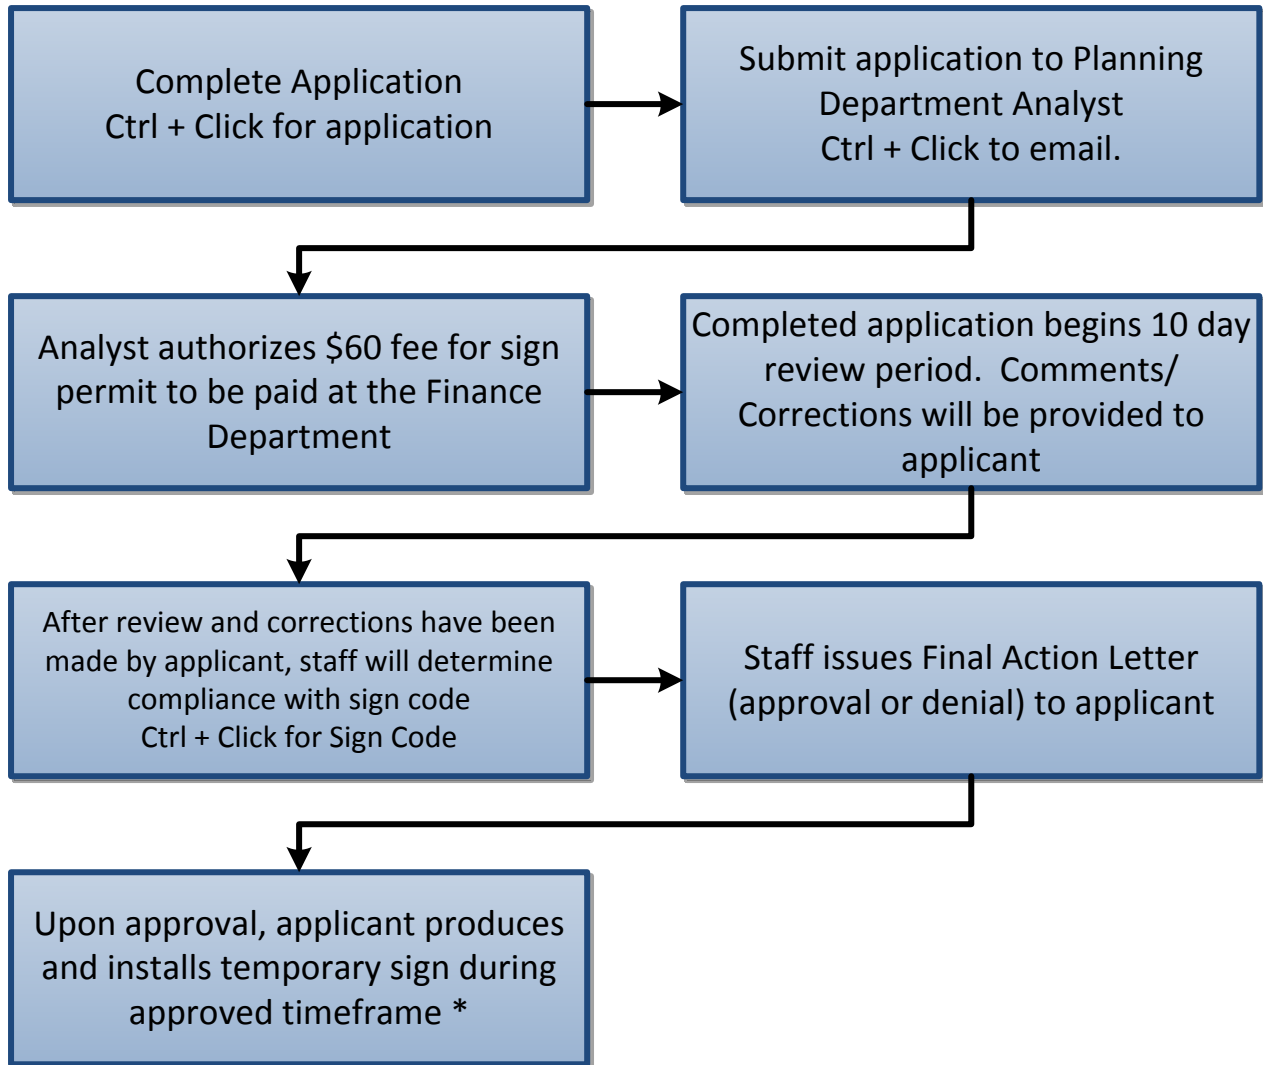 Complete Application
Ctrl + Click for application
Submit application to Planning
Department Analyst
Ctrl + Click to email.
Analyst authorizes $60 fee for sign
permit to be paid at the Finance
Department
Completed application begins 10 day
review period.  Comments/
Corrections will be provided to
applicant
After review and corrections have been
made by applicant, staff will determine
compliance with sign code
Ctrl + Click for Sign Code
Staff issues Final Action Letter
(approval or denial) to applicant
Upon approval, applicant produces
and installs temporary sign during
approved timeframe *